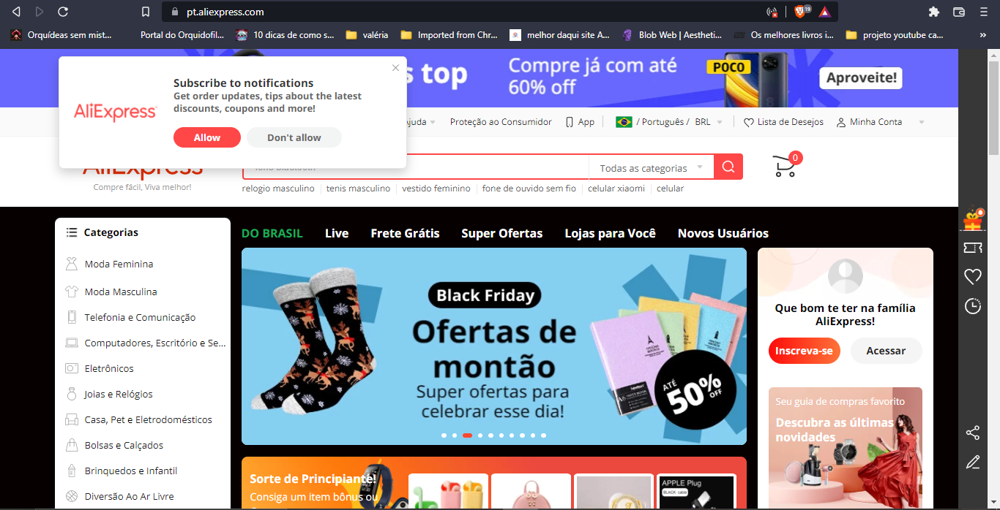 pt.aliexpress.com
19
Orquídeas sem mist...
Portal do Orquidofil...
10 dicas de como s...
valéria
Imported from Chr...
melhor daqui site A...
Blob Web | Aestheti...
Os melhores livros i...
projeto youtube ca...
»
s top
Compre já com até
60% off
POCO
Aproveite!
Subscribe to notifications
Get order updates, tips about the latest
discounts, coupons and more!
AliExpress
Allow
Don't allow
Ajuda
Proteção ao Consumidor
App
/ Português /
BRL
Lista de Desejos
Minha Conta
AliExpress
Compre fácil, Viva melhor!
fone bluetooth
Todas as categorias
0
relogio masculino
tenis masculino
vestido feminino
fone de ouvido sem fio
celular xiaomi
celular
Categorias
Moda Feminina
Moda Masculina
Telefonia e Comunicação
Computadores, Escritório e Se...
Eletrônicos
Joias e Relógios
Casa, Pet e Eletrodomésticos
Bolsas e Calçados
Brinquedos e Infantil
Diversão Ao Ar Livre
DO BRASIL
Live
Frete Grátis
Super Ofertas
Lojas para Você
Novos Usuários
Black Friday
Ofertas de
montão
Super ofertas para
celebrar esse dia!
A6 NOTE BOOK
ATÉ
50%
OFF
Que bom te ter na família
AliExpress!
Inscreva-se
Acessar
Seu guia de compras favorito
Descubra as últimas
novidades
Sorte de Principiante!
Consiga um item bônus ou
APPLE Plug
BLACK cable